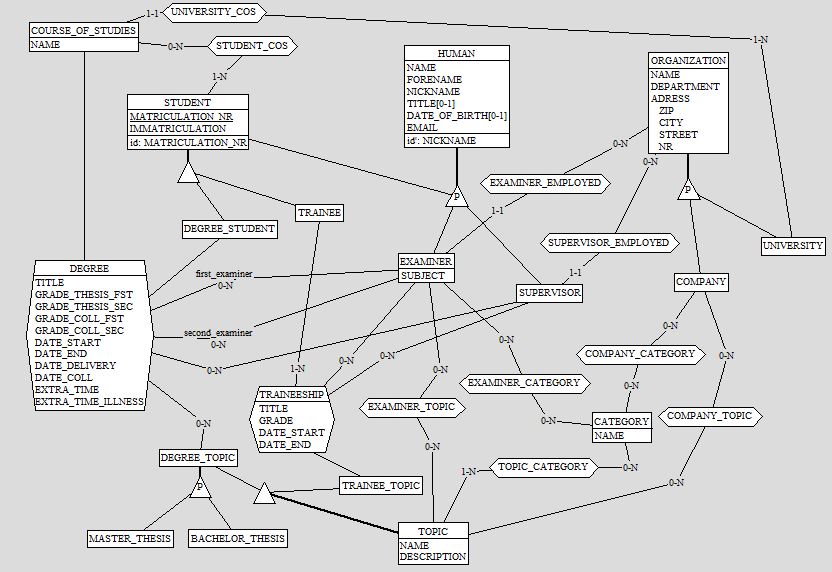 1-1
UNIVERSITY_COS
COURSE_OF_STUDIES
NAME
0-N
STUDENT_COS
1-N
1-N
HUMAN
NAME
FORENAME
NICKNAME
TITLE[0-1]
DATE_OF_BIRTH[0-1]
EMAIL
id': NICKNAME
ORGANIZATION
NAME
DEPARTMENT
ADRESS
ZIP
CITY
STREET
NR
STUDENT
MATRICULATION_NR
IMMATRICULATION
id: MATRICULATION_NR
0-N
0-N
P
EXAMINER_EMPLOYED
P
1-1
TRAINEE
DEGREE_STUDENT
SUPERVISOR_EMPLOYED
UNIVERSITY
1-1
DEGREE
TITLE
GRADE_THESIS_FST
GRADE_THESIS_SEC
GRADE_COLL_FST
GRADE_COLL_SEC
DATE_START
DATE_END
DATE_DELIVERY
DATE_COLL
EXTRA_TIME
EXTRA_TIME_ILLNESS
first_examiner
0-N
EXAMINER
SUBJECT
SUPERVISOR
COMPANY
second_examiner
0-N
0-N
0-N
0-N
0-N
0-N
0-N
0-N
1-N
COMPANY_CATEGORY
EXAMINER_CATEGORY
0-N
TRAINEESHIP
TITLE
GRADE
DATE_START
DATE_END
EXAMINER_TOPIC
0-N
CATEGORY
NAME
COMPANY_TOPIC
0-N
0-N
DEGREE_TOPIC
1-N
TOPIC_CATEGORY
0-N
0-N
P
TRAINEE_TOPIC
MASTER_THESIS
BACHELOR_THESIS
TOPIC
NAME
DESCRIPTION